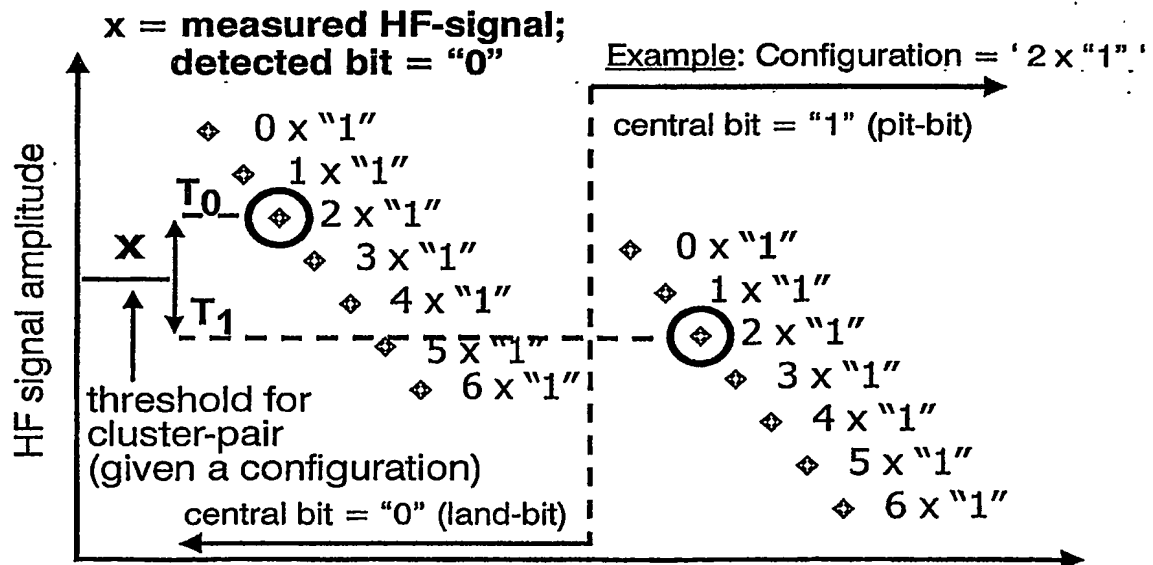 x = measured HF-signal;
detected bit = “0”
Example: Configuration = ‘ 2 x “1” ‘
central bit = “1” (pit-bit)
HF signal amplitude
0 x “1”
1 x “1”
T0
2 x “1”
x
3 x “1”
4 x “1”
T1
5 x “1”
6 x “1”
0 x “1”
1 x “1”
2 x “1”
3 x “1”
4 x “1”
5 x “1”
6 x “1”
threshold for
cluster-pair
(given a configuration)
central bit = “0” (land-bit)